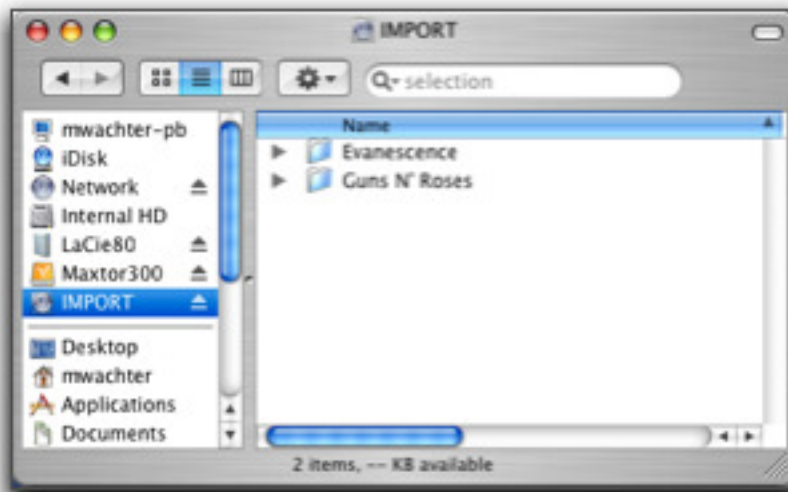 IMPORT
selection
mwachter-pb
iDisk
Network
Internal HD
LaCie80
Maxtor300
IMPORT
Desktop
mwachter
Applications
Documents
Name
Evanescence
Guns N' Roses
2 items, -- KB available